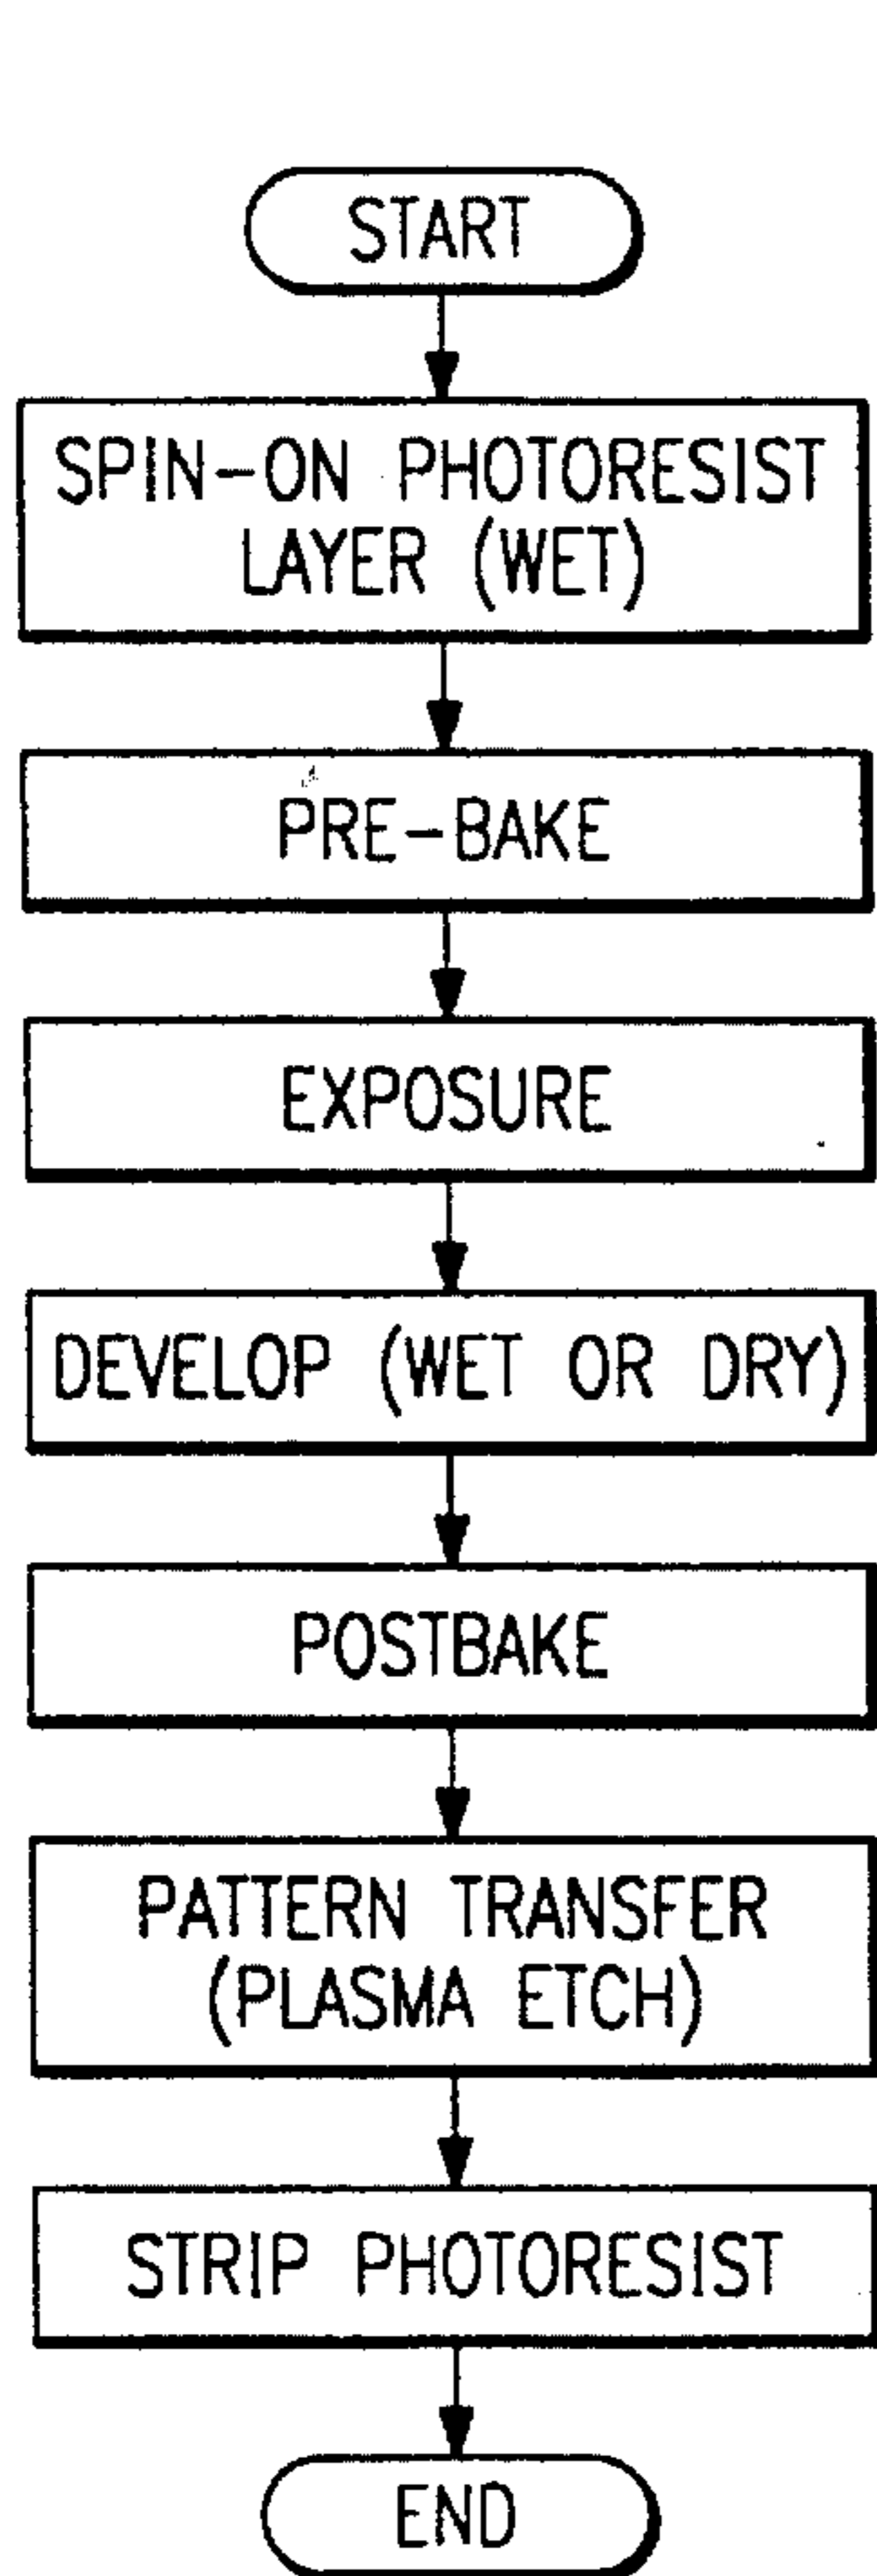 START
SPIN-ON PHOTORESIST
LAYER (WET)
PRE-BAKE
EXPOSURE
DEVELOP (WET OR DRY)
POSTBAKE
PATTERN TRANSFER
(PLASMA ETCH)
STRIP PHOTORESIST
END